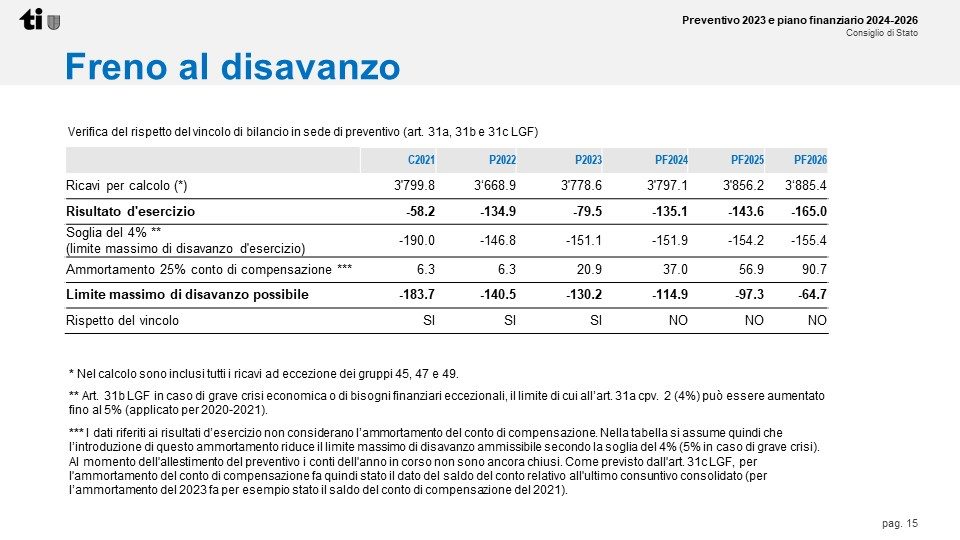 ti
Preventivo 2023 e piano finanziario 2024-2026
Consiglio di Stato
Freno al disavanzo
Verifica del rispetto del vincolo di bilancio in sede di preventivo (art. 31a, 31b e 31c LGF)
C2021 P2022 P2023 PF2024 PF2025 PF2026
Ricavi per calcolo (*) 3'799.8 3'668.9 3'778.6 3'797.1 3'856.2 3'885.4
Risultato d'esercizio -58.2 -134.9 -79.5 -135.1 -143.6 -165.0
Soglia del 4% **
(limite massimo di disavanzo d'esercizio) -190.0 -146.8 -151.1 -151.9 -154.2 -155.4
Ammortamento 25% conto di compensazione *** 6.3 6.3 20.9 37.0 56.9 90.7
Limite massimo di disavanzo possibile -183.7 -140.5 -130.2 -114.9 -97.3 -64.7
Rispetto del vincolo SI SI SI NO NO NO
* Nel calcolo sono inclusi tutti i ricavi ad eccezione dei gruppi 45, 47 e 49.
** Art. 31b LGF in caso di grave crisi economica o di bisogni finanziari eccezionali, il limite di cui all'art. 31a cpv. 2 (4%) può essere aumentato
fino al 5% (applicato per 2020-2021).
*** I dati riferiti ai risultati d'esercizio non considerano l'ammortamento del conto di compensazione. Nella tabella si assume quindi che
l'introduzione di questo ammortamento riduce il limite massimo di disavanzo ammissibile secondo la soglia del 4% (5% in caso di grave crisi).
Al momento dell'allestimento del preventivo i conti dell'anno in corso non sono ancora chiusi. Come previsto dall'art. 31c LGF, per
l'ammortamento del conto di compensazione fa quindi stato il dato del saldo del conto relativo all'ultimo consuntivo consolidato (per
l'ammortamento del 2023 fa per esempio stato il saldo del conto di compensazione del 2021).
pag. 15